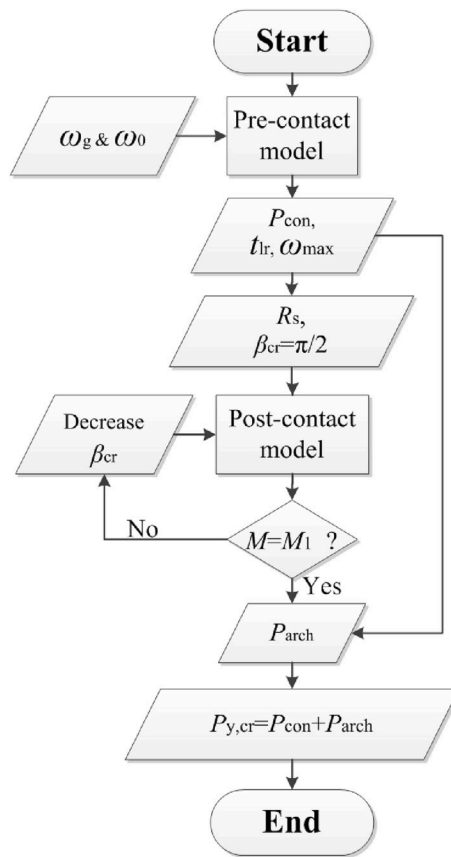 Start
ωg & ω0
Pre-contact
model
Pcon,
tlr, ωmax
Rs,
βcr=π/2
Decrease
βcr
Post-contact
model
No
M=M1 ?
Yes
Parch
Py,cr=Pcon+Parch
End